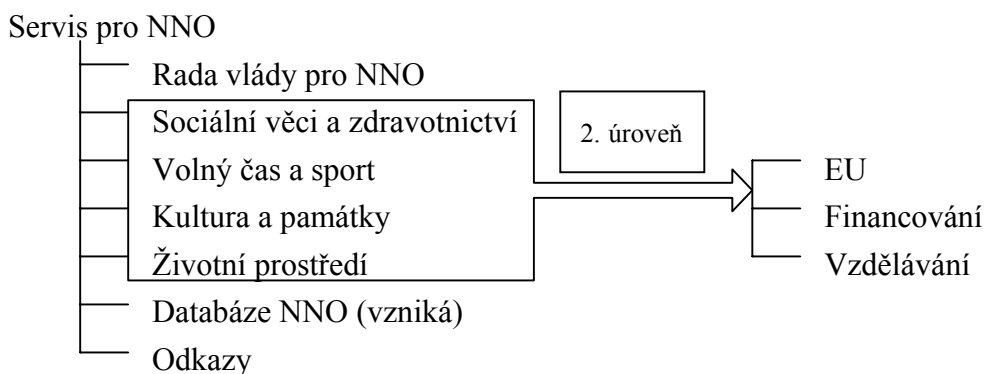 Servis pro NNO
Rada vlády pro NNO
Sociální věci a zdravotnictví
Volný čas a sport
Kultura a památky
Životní prostředí
Databáze NNO (vzniká)
Odkazy
2. úroveň
EU
Financování
Vzdělávání